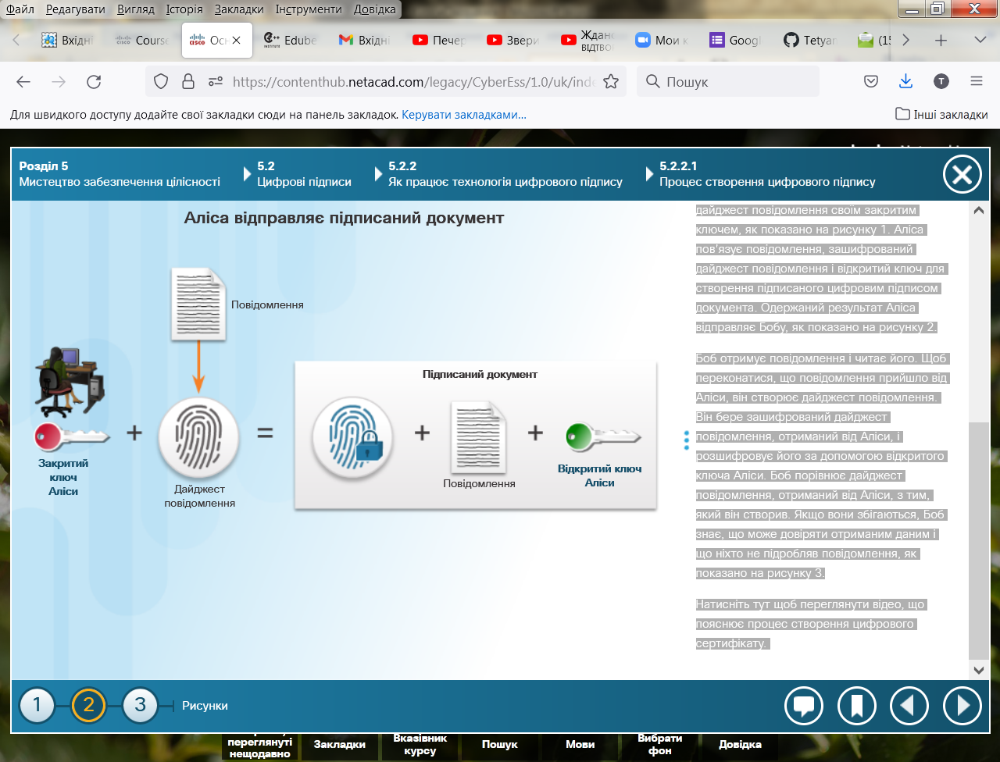 Файл Редагувати Вигляд Історія Закладки Інструменти Довідка
Вхідні Course Осн Edube Вхідні Печер Звери Ждано Мои к Googl Tetyan (15
ВІДТВОР
https://contenthub.netacad.com/legacy/CyberEss/1.0/uk/inde Пошук
Для швидкого доступу додайте свої закладки сюди на панель закладок. Керувати закладками... Інші закладки
Розділ 5 5.2 5.2.2 5.2.2.1
Мистецтво забезпечення цілісності Цифрові підписи Як працює технологія цифрового підпису Процес створення цифрового підпису
Аліса відправляє підписаний документ
Повідомлення
Закритий
ключ
Аліси
+
Дайджест
повідомлення
=
Підписаний документ
+
Повідомлення
+
Відкритий ключ
Аліси
дайджест повідомлення своїм закритим
ключем, як показано на рисунку 1. Аліса
пов'язує повідомлення, зашифрований
дайджест повідомлення і відкритий ключ для
створення підписаного цифровим підписом
документа. Одержаний результат Аліса
відправляє Бобу, як показано на рисунку 2.
Боб отримує повідомлення і читає його. Щоб
переконатися, що повідомлення прийшло від
Аліси, він створює дайджест повідомлення.
Він бере зашифрований дайджест
повідомлення, отриманий від Аліси, і
розшифровує його за допомогою відкритого
ключа Аліси. Боб порівнює дайджест
повідомлення, отриманий від Аліси, з тим,
який він створив. Якщо вони збігаються, Боб
знає, що може довіряти отриманим даним і
що ніхто не підробляв повідомлення, як
показано на рисунку 3.
Натисніть тут щоб переглянути відео, що
пояснює процес створення цифрового
сертифікату.
1 2 3 Рисунки
переглянуті
нещодавно
Закладки
Вказівник
курсу
Пошук
Мови
Вибрати
фон
Довідка